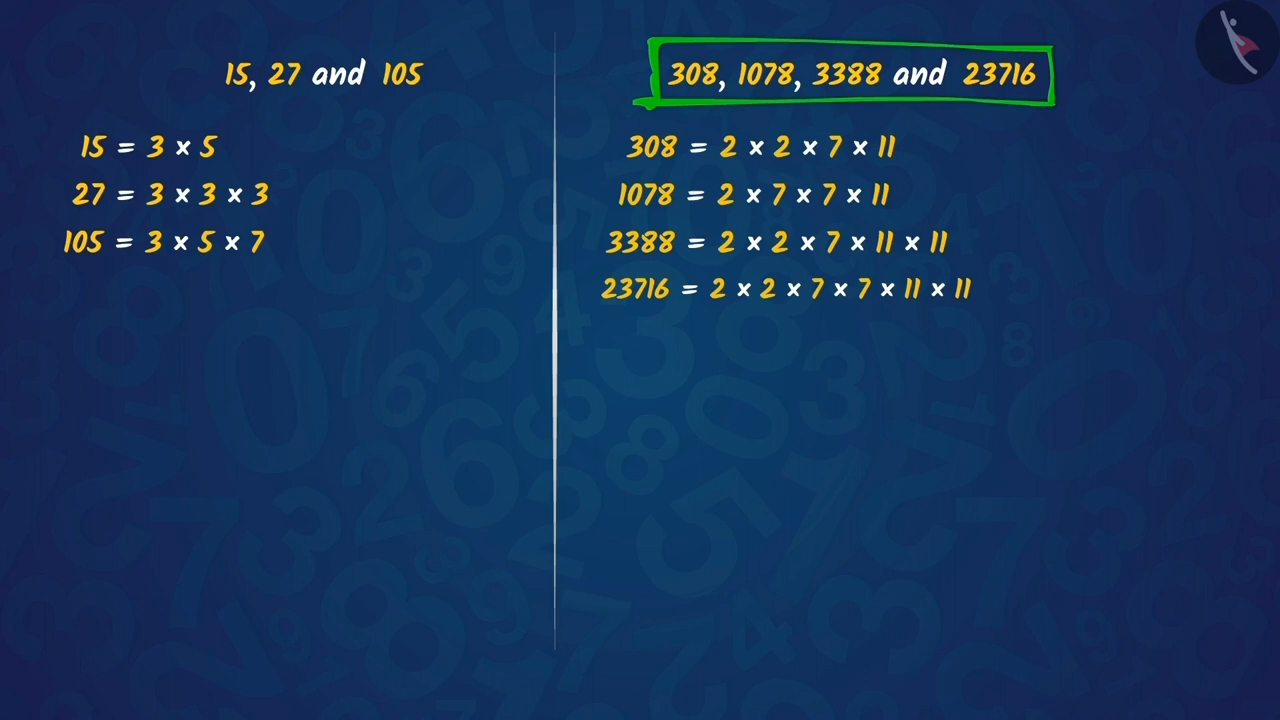 15, 27 and 105
15 = 3 × 5
27 = 3 × 3 × 3
105 = 3 × 5 × 7
308, 1078, 3388 and 23716
308 = 2 × 2 × 7 × 11
1078 = 2 × 7 × 7 × 11
3388 = 2 × 2 × 7 × 11 × 11
23716 = 2 × 2 × 7 × 7 × 11 × 11